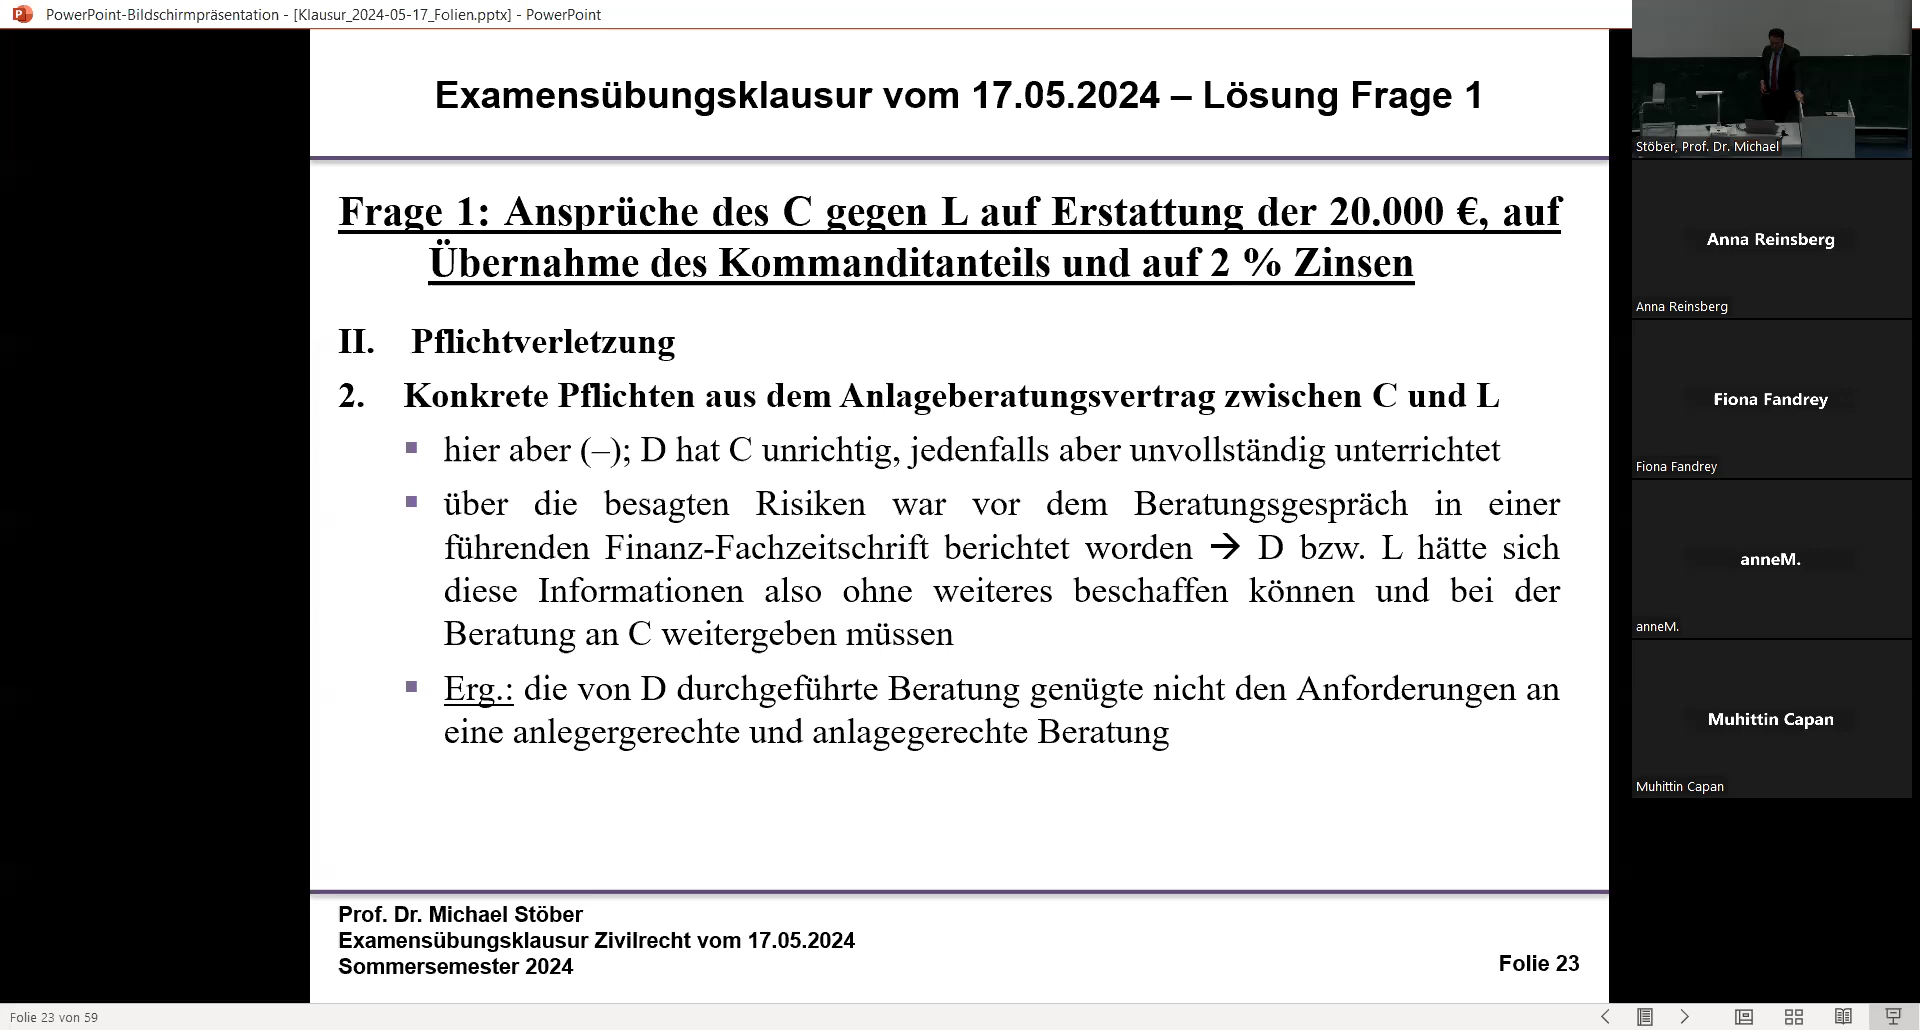 PowerPoint-Bildschirmpräsentation - [Klausur_2024-05-17_Folien.pptx] - PowerPoint
Examensübungsklausur vom 17.05.2024 – Lösung Frage 1
Frage 1: Ansprüche des C gegen L auf Erstattung der 20.000 €, auf
Übernahme des Kommanditanteils und auf 2 % Zinsen
II. Pflichtverletzung
2. Konkrete Pflichten aus dem Anlageberatungsvertrag zwischen C und L
▪ hier aber (–); D hat C unrichtig, jedenfalls aber unvollständig unterrichtet
▪ über die besagten Risiken war vor dem Beratungsgespräch in einer
führenden Finanz-Fachzeitschrift berichtet worden → D bzw. L hätte sich
diese Informationen also ohne weiteres beschaffen können und bei der
Beratung an C weitergeben müssen
▪ Erg.: die von D durchgeführte Beratung genügte nicht den Anforderungen an
eine anlegergerechte und anlagegerechte Beratung
Prof. Dr. Michael Stöber
Examensübungsklausur Zivilrecht vom 17.05.2024
Sommersemester 2024
Folie 23
Stöber, Prof. Dr. Michael
Anna Reinsberg
Anna Reinsberg
Fiona Fandrey
Fiona Fandrey
anneM.
anneM.
Muhittin Capan
Muhittin Capan
Folie 23 von 59